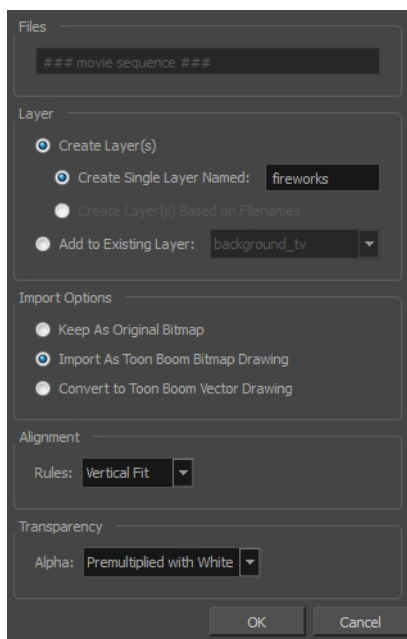 Files
### movie sequence ###
Layer
Create Layer(s)
Create Single Layer Named: fireworks
Create Layer(s) Based on Filenames
Add to Existing Layer: background_tv
Import Options
Keep As Original Bitmap
Import As Toon Boom Bitmap Drawing
Convert to Toon Boom Vector Drawing
Alignment
Rules: Vertical Fit
Transparency
Alpha: Premultiplied with White
OK Cancel